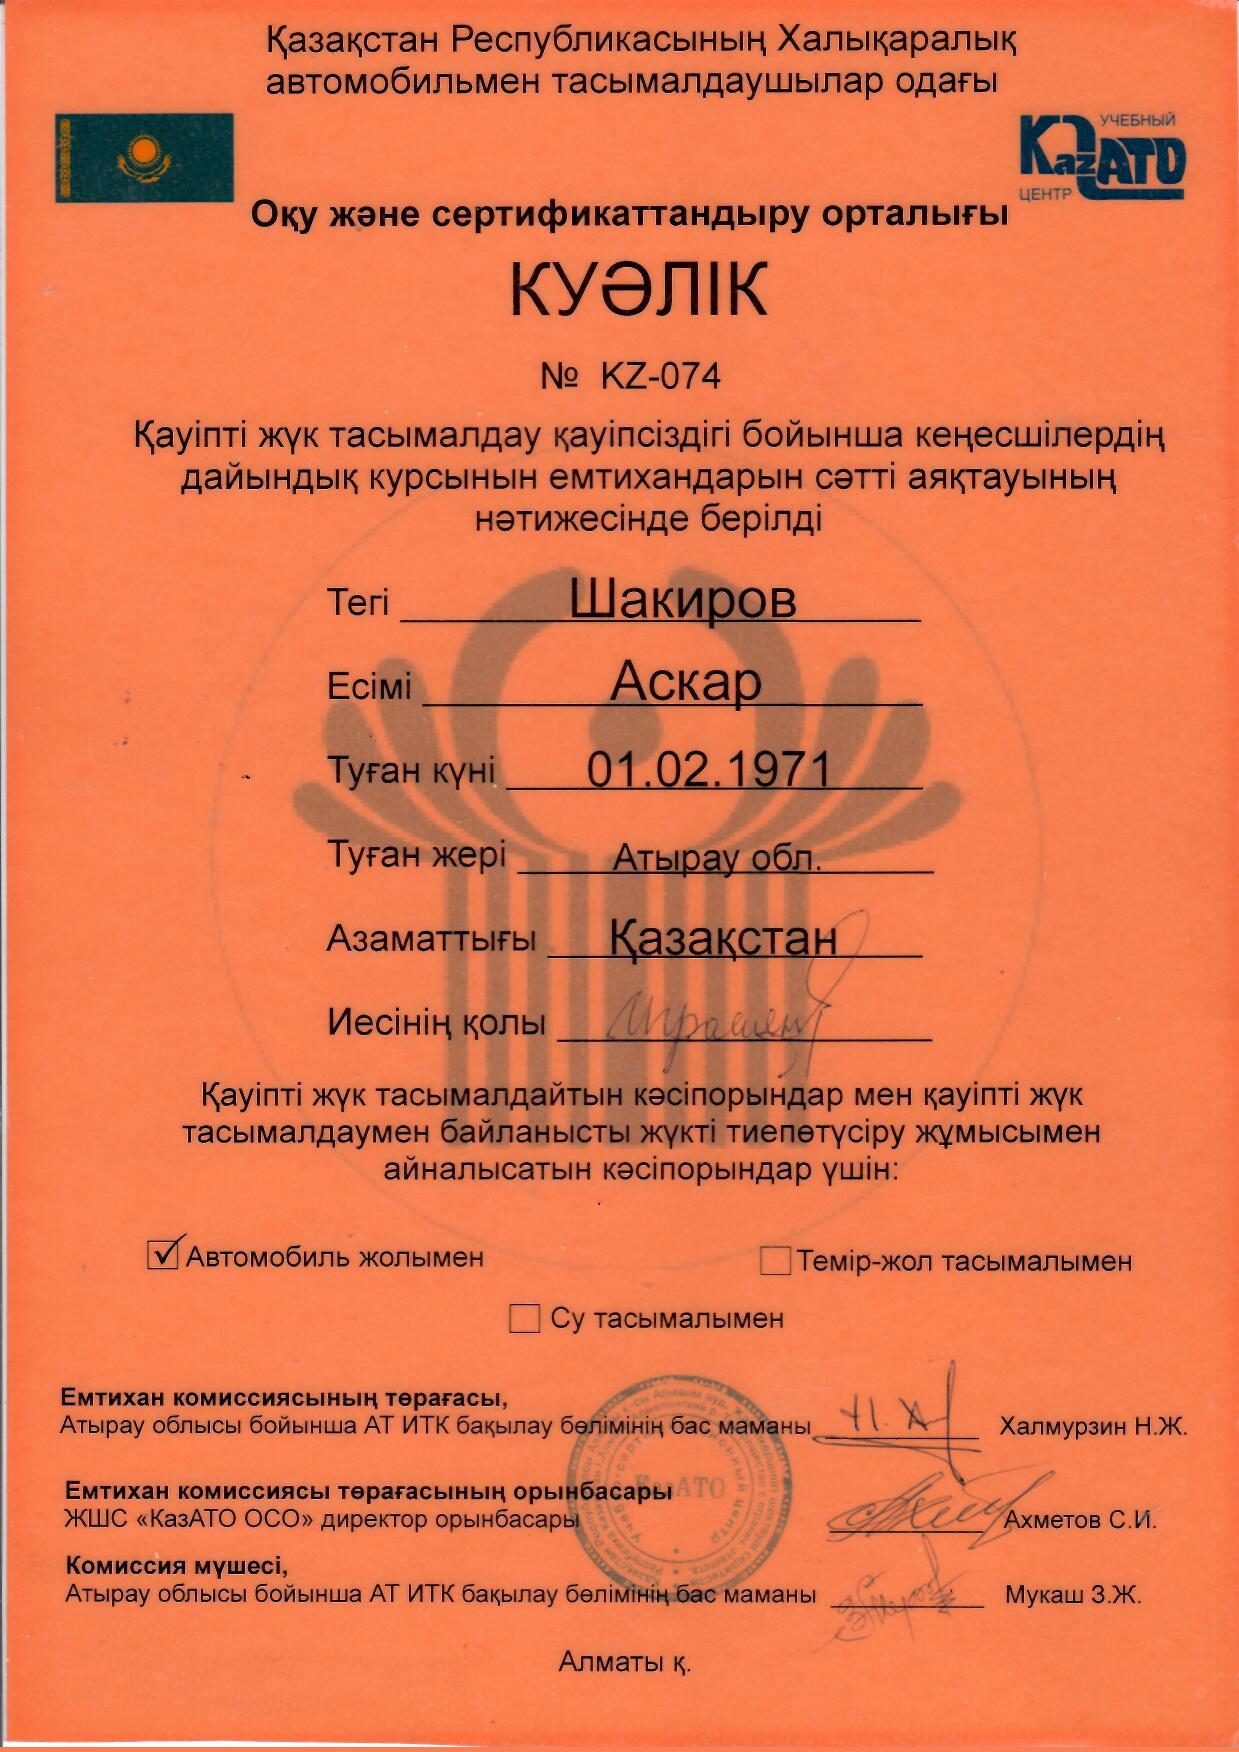 Қазақстан Республикасының Халықаралық
автомобильмен тасымалдаушылар одағы
УЧЕБНЫЙ
KazATO
ЦЕНТР
Оқу және сертификаттандыру орталығы
КУӘЛІК
№ KZ-074
Қауіпті жүк тасымалдау қауіпсіздігі бойынша кеңесшілердің
дайындық курсынын емтихандарын сәтті аяқтауының
нәтижесінде берілді
Тегі Шакиров
Есімі Аскар
Туған күні 01.02.1971
Туған жері Атырау обл.
Азаматтығы Қазақстан
Иесінің қолы
Қауіпті жүк тасымалдайтын кәсіпорындар мен қауіпті жүк
тасымалдаумен байланысты жүкті тиепөтүсіру жұмысымен
айналысатын кәсіпорындар үшін:
Автомобиль жолымен
Темір-жол тасымалымен
Су тасымалымен
Емтихан комиссиясының төрағасы,
Атырау облысы бойынша АТ ИТК бақылау бөлімінің бас маманы Халмурзин Н.Ж.
Емтихан комиссиясы төрағасының орынбасары
ЖШС «КазАТО ОСО» директор орынбасары Ахметов С.И.
Комиссия мүшесі,
Атырау облысы бойынша АТ ИТК бақылау бөлімінің бас маманы Мукаш З.Ж.
КазАТО
Алматы қ.